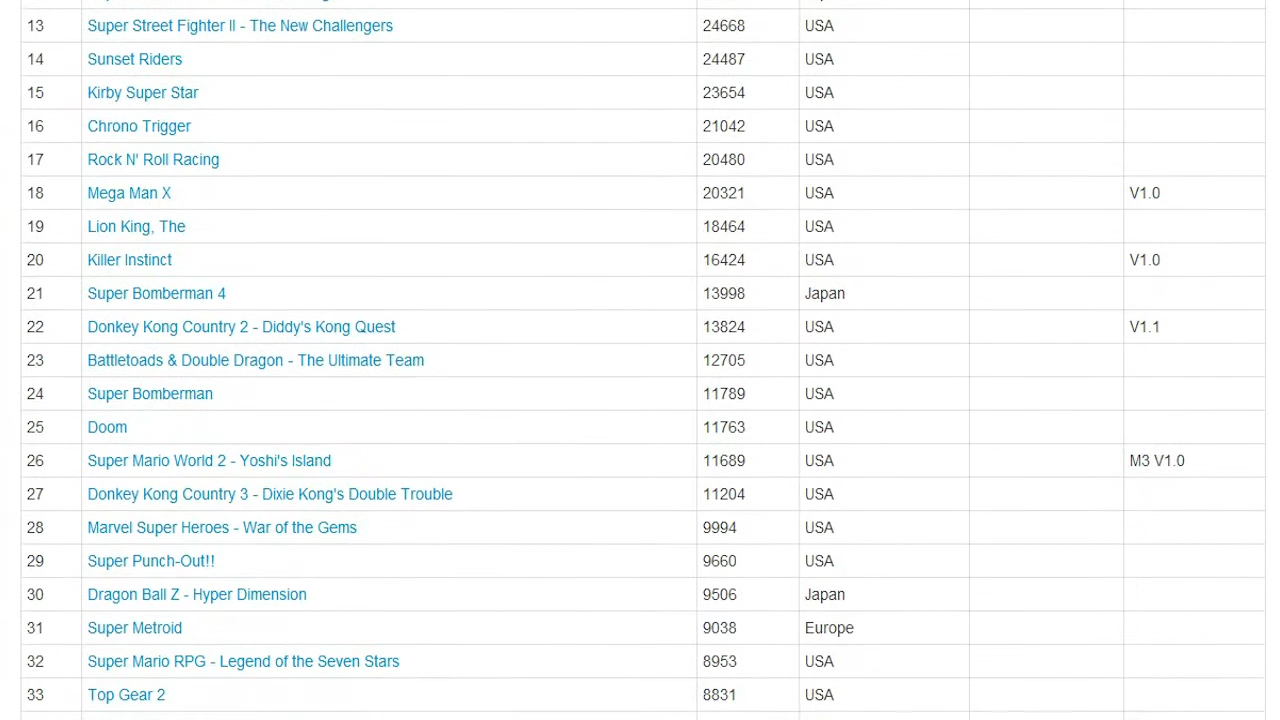 13 Super Street Fighter II - The New Challengers 24668 USA
14 Sunset Riders 24487 USA
15 Kirby Super Star 23654 USA
16 Chrono Trigger 21042 USA
17 Rock N' Roll Racing 20480 USA
18 Mega Man X 20321 USA V1.0
19 Lion King, The 18464 USA
20 Killer Instinct 16424 USA V1.0
21 Super Bomberman 4 13998 Japan
22 Donkey Kong Country 2 - Diddy's Kong Quest 13824 USA V1.1
23 Battletoads & Double Dragon - The Ultimate Team 12705 USA
24 Super Bomberman 11789 USA
25 Doom 11763 USA
26 Super Mario World 2 - Yoshi's Island 11689 USA M3 V1.0
27 Donkey Kong Country 3 - Dixie Kong's Double Trouble 11204 USA
28 Marvel Super Heroes - War of the Gems 9994 USA
29 Super Punch-Out!! 9660 USA
30 Dragon Ball Z - Hyper Dimension 9506 Japan
31 Super Metroid 9038 Europe
32 Super Mario RPG - Legend of the Seven Stars 8953 USA
33 Top Gear 2 8831 USA